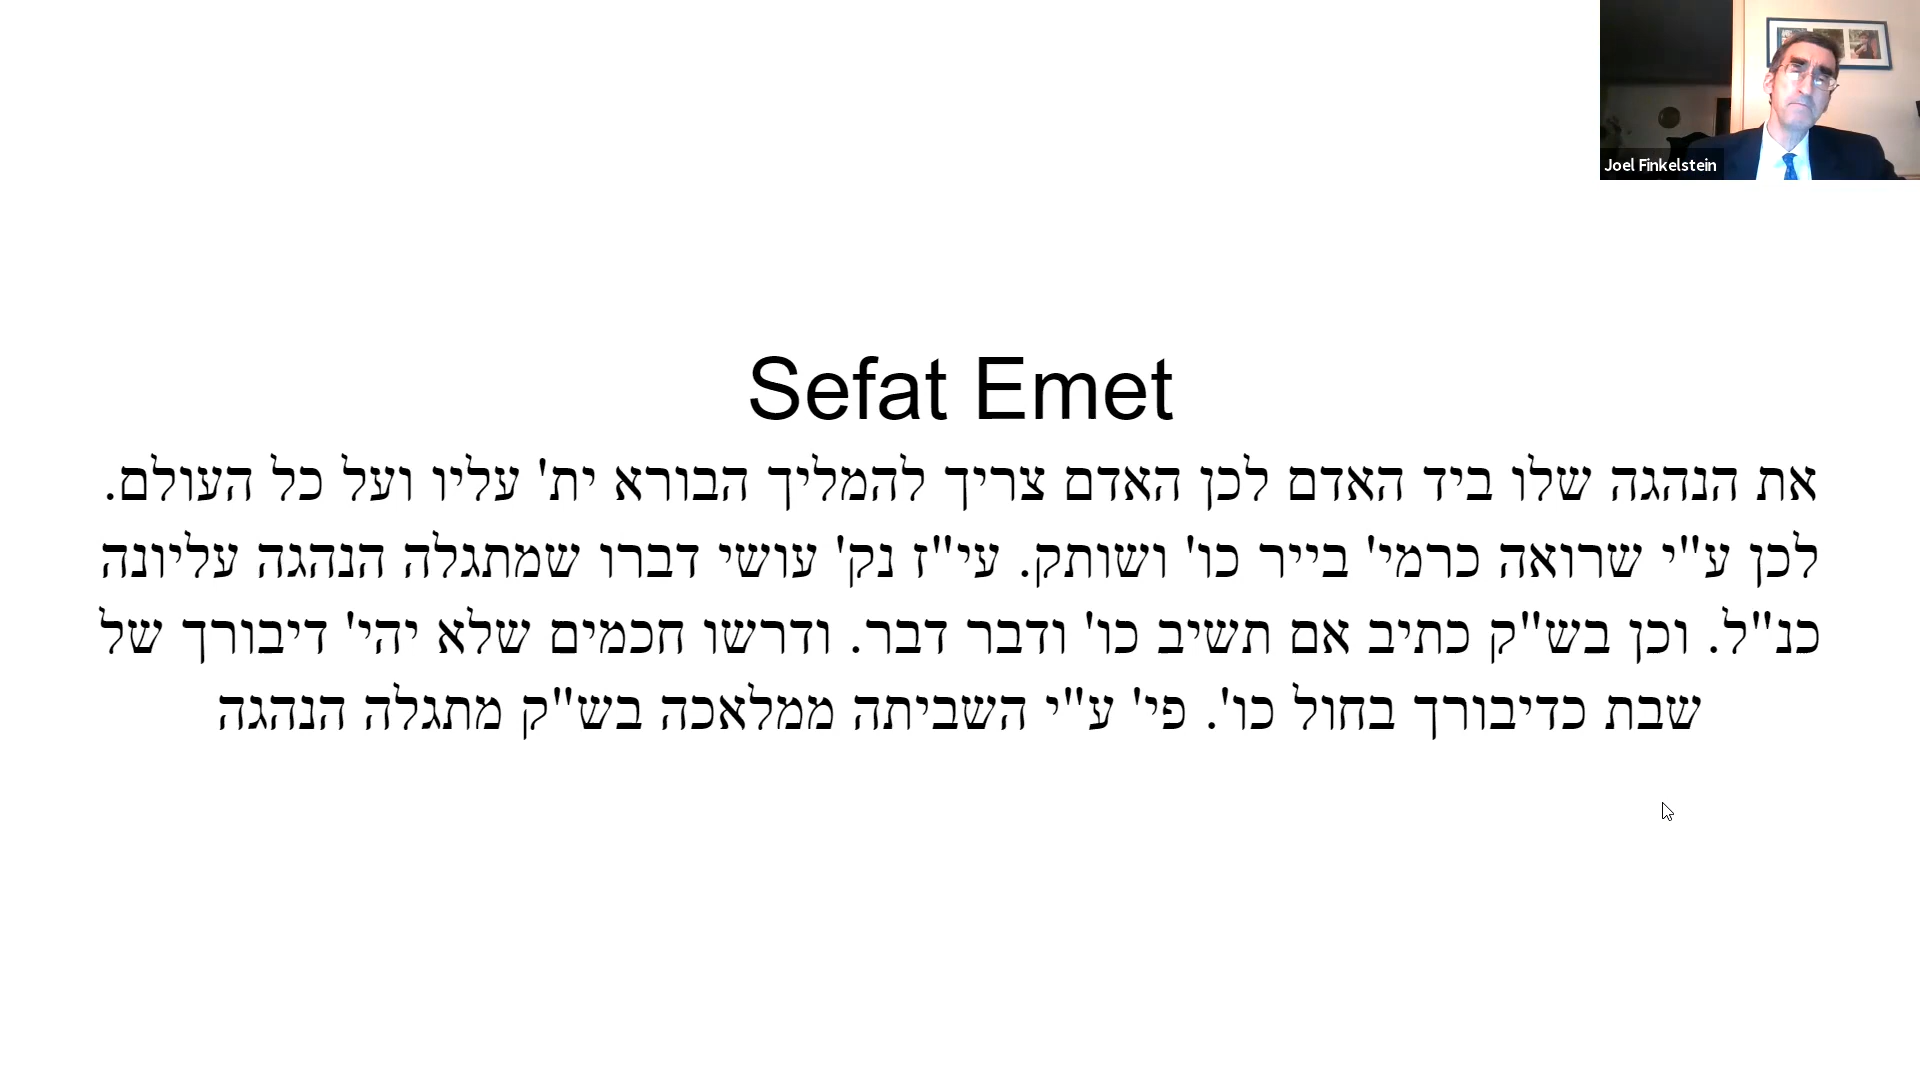 Joel Finkelstein
Sefat Emet
את הנהגה שלו ביד האדם לכן האדם צריך להמליך הבורא ית' עליו ועל כל העולם.
לכן ע"י שרואה כרמי' בייר כו' ושותק. עי"ז נק' עושי דברו שמתגלה הנהגה עליונה
כנ"ל. וכן בש"ק כתיב אם תשיב כו' ודבר דבר. ודרשו חכמים שלא יהי' דיבורך של
שבת כדיבורך בחול כו'. פי' ע"י השביתה ממלאכה בש"ק מתגלה הנהגה